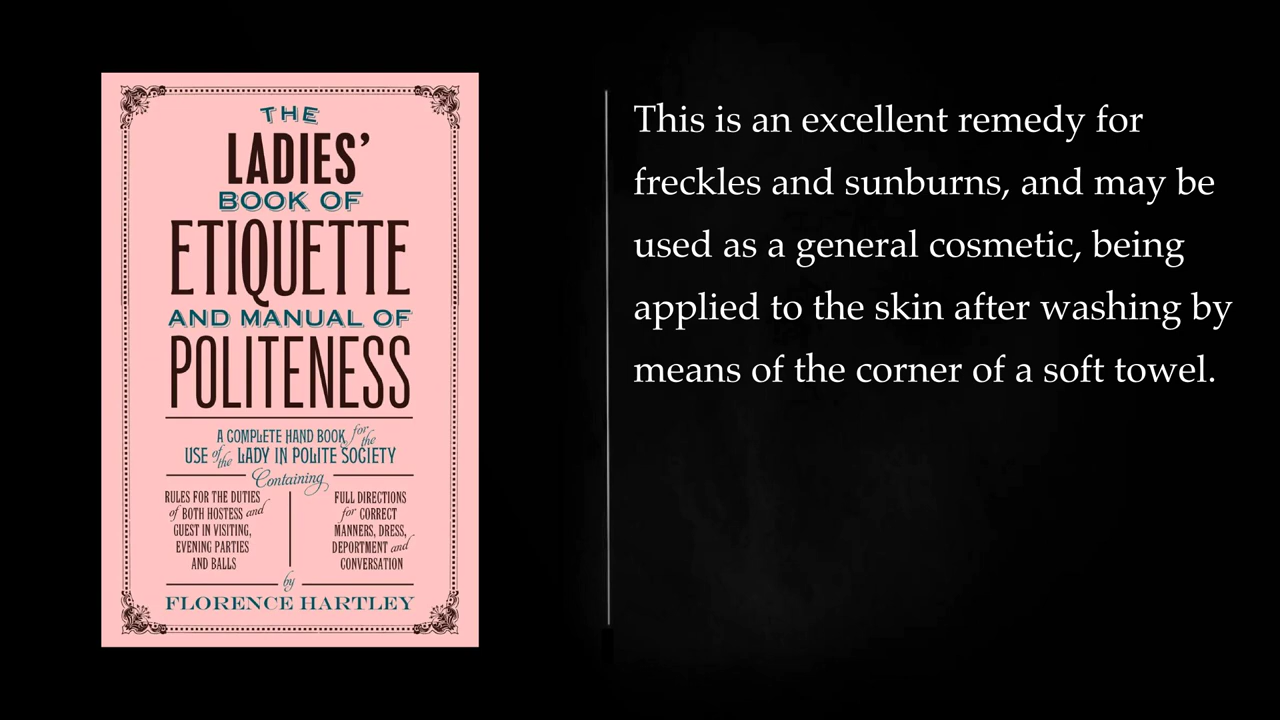 THE
LADIES'
BOOK OF
ETIQUETTE
AND MANUAL OF
POLITENESS
A COMPLETE HAND BOOK for the
USE of the LADY IN POLITE SOCIETY
Containing
RULES FOR THE DUTIES
of BOTH HOSTESS and
GUEST IN VISITING,
EVENING PARTIES
AND BALLS
FULL DIRECTIONS
for CORRECT
MANNERS, DRESS,
DEPORTMENT and
CONVERSATION
by
FLORENCE HARTLEY
This is an excellent remedy for
freckles and sunburns, and may be
used as a general cosmetic, being
applied to the skin after washing by
means of the corner of a soft towel.